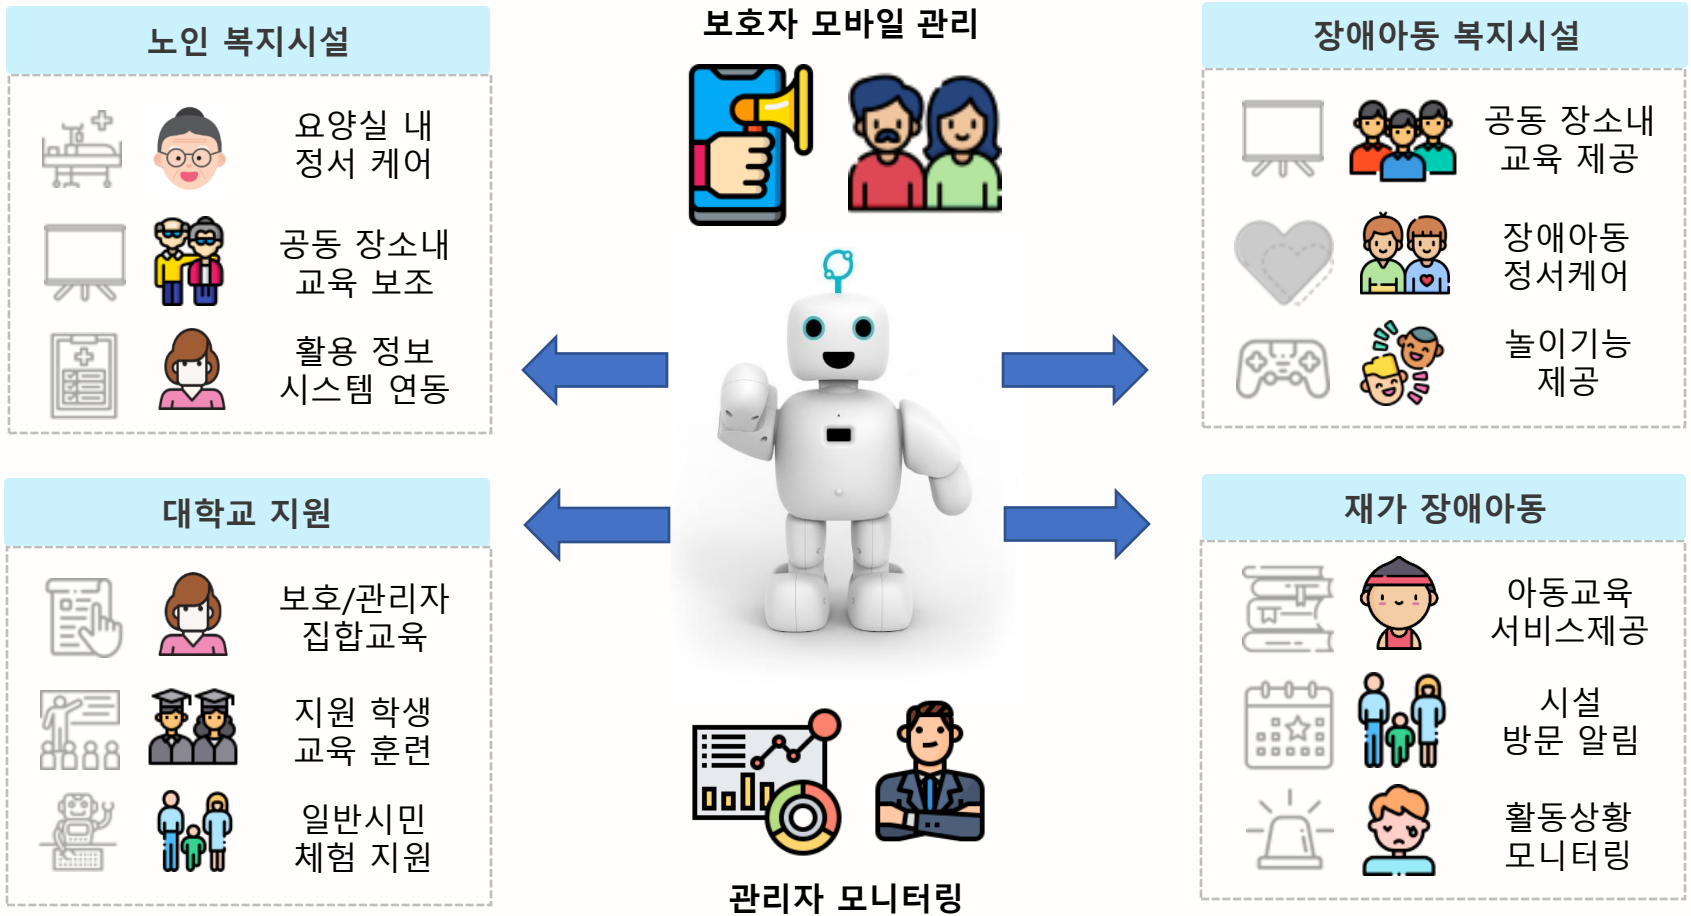 보호자 모바일 관리
노인 복지시설
요양실 내
정서 케어
공동 장소내
교육 보조
활용 정보
시스템 연동
장애아동 복지시설
공동 장소내
교육 제공
장애아동
정서케어
놀이기능
제공
대학교 지원
보호/관리자
집합교육
지원 학생
교육 훈련
일반시민
체험 지원
재가 장애아동
아동교육
서비스제공
시설
방문 알림
활동상황
모니터링
관리자 모니터링